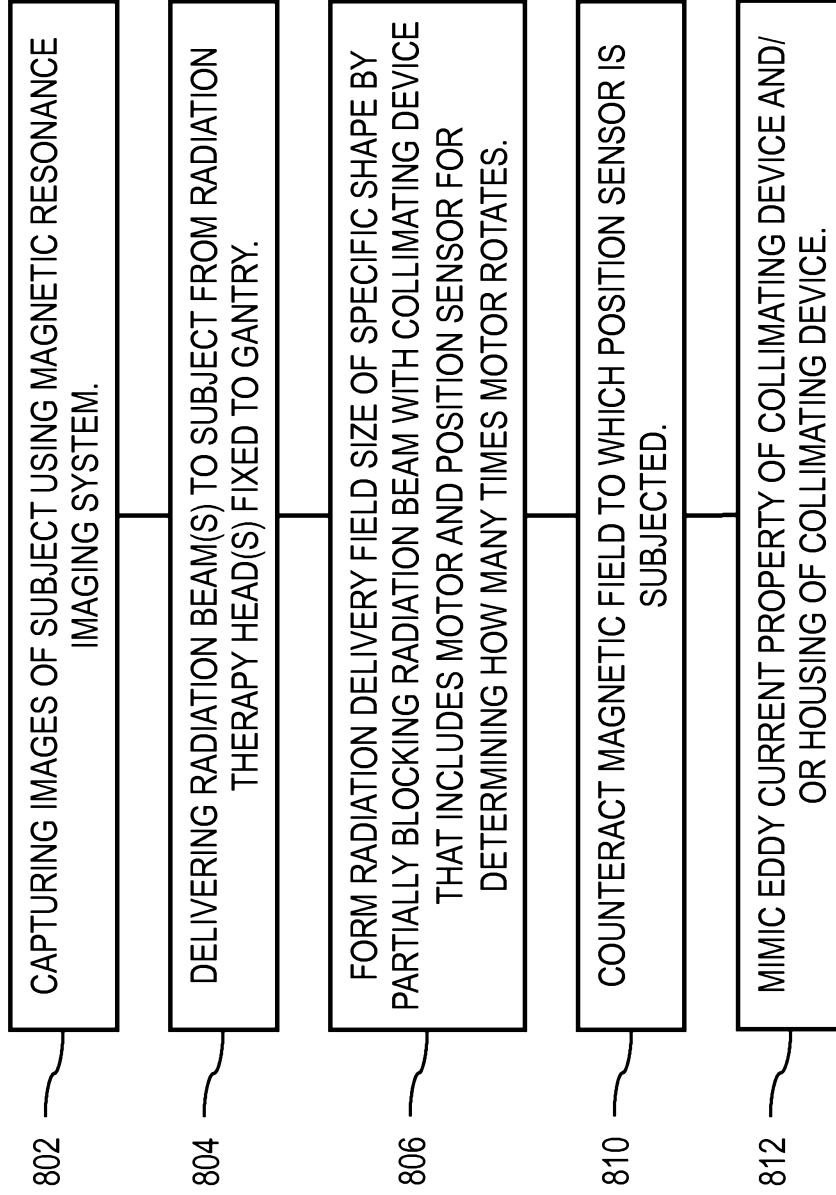 802
CAPTURING IMAGES OF SUBJECT USING MAGNETIC RESONANCE
IMAGING SYSTEM.
804
DELIVERING RADIATION BEAM(S) TO SUBJECT FROM RADIATION
THERAPY HEAD(S) FIXED TO GANTRY.
806
FORM RADIATION DELIVERY FIELD SIZE OF SPECIFIC SHAPE BY
PARTIALLY BLOCKING RADIATION BEAM WITH COLLIMATING DEVICE
THAT INCLUDES MOTOR AND POSITION SENSOR FOR
DETERMINING HOW MANY TIMES MOTOR ROTATES.
810
COUNTERACT MAGNETIC FIELD TO WHICH POSITION SENSOR IS
SUBJECTED.
812
MIMIC EDDY CURRENT PROPERTY OF COLLIMATING DEVICE AND/
OR HOUSING OF COLLIMATING DEVICE.